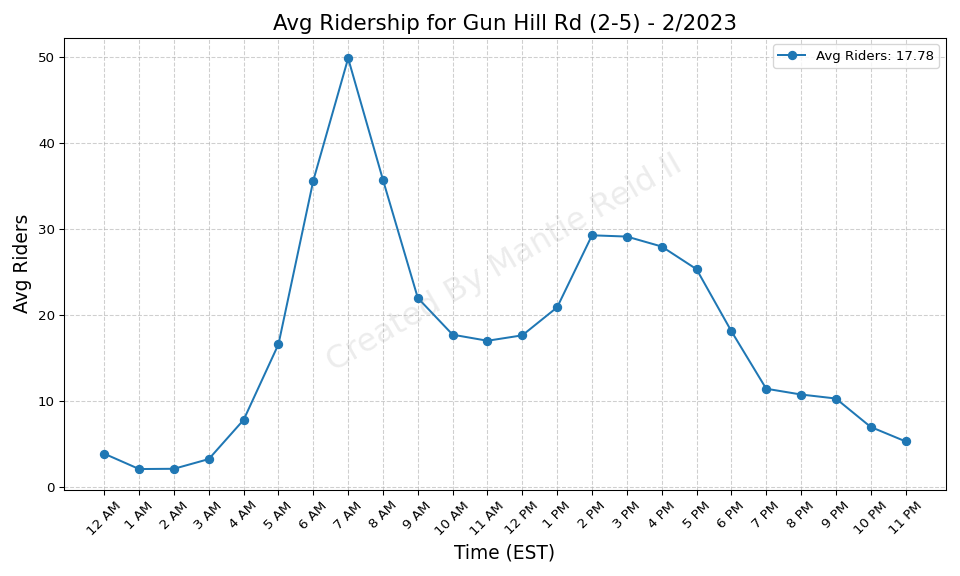 Avg Ridership for Gun Hill Rd (2-5) - 2/2023
Avg Riders: 17.78
50
40
30
20
10
0
Avg Riders
Created By Mantie Reid II
12 AM
1 AM
2 AM
3 AM
4 AM
5 AM
6 AM
7 AM
8 AM
9 AM
10 AM
11 AM
12 PM
1 PM
2 PM
3 PM
4 PM
5 PM
6 PM
7 PM
8 PM
9 PM
10 PM
11 PM
Time (EST)